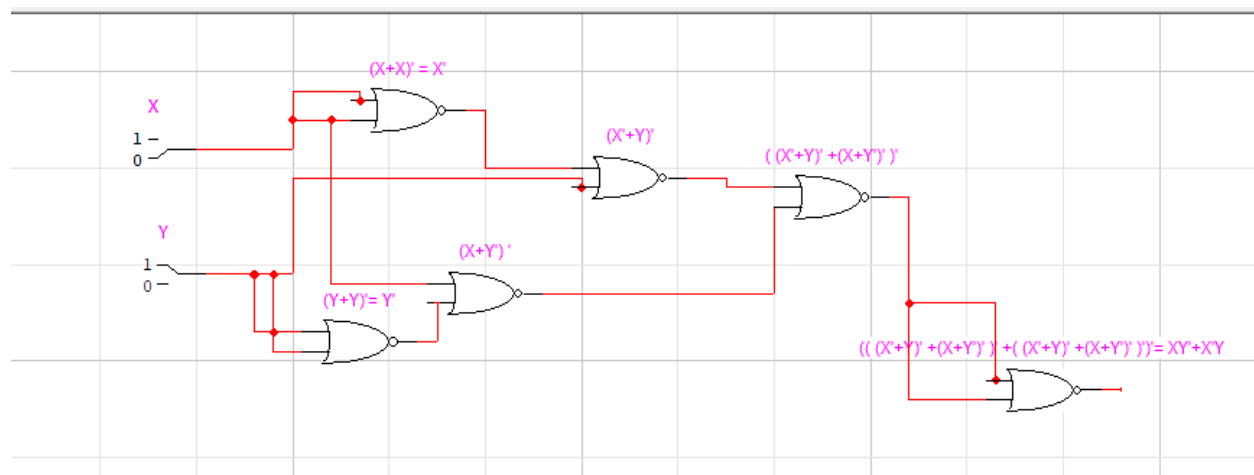 (X+X)' = X'
X
1
0
(X'+Y)'
( (X'+Y)' +(X+Y')' )'
Y
(X+Y') '
1
0
(Y+Y)'= Y'
(( (X'+Y)' +(X+Y')' )' +( (X'+Y)' +(X+Y')' )')'= XY'+X'Y